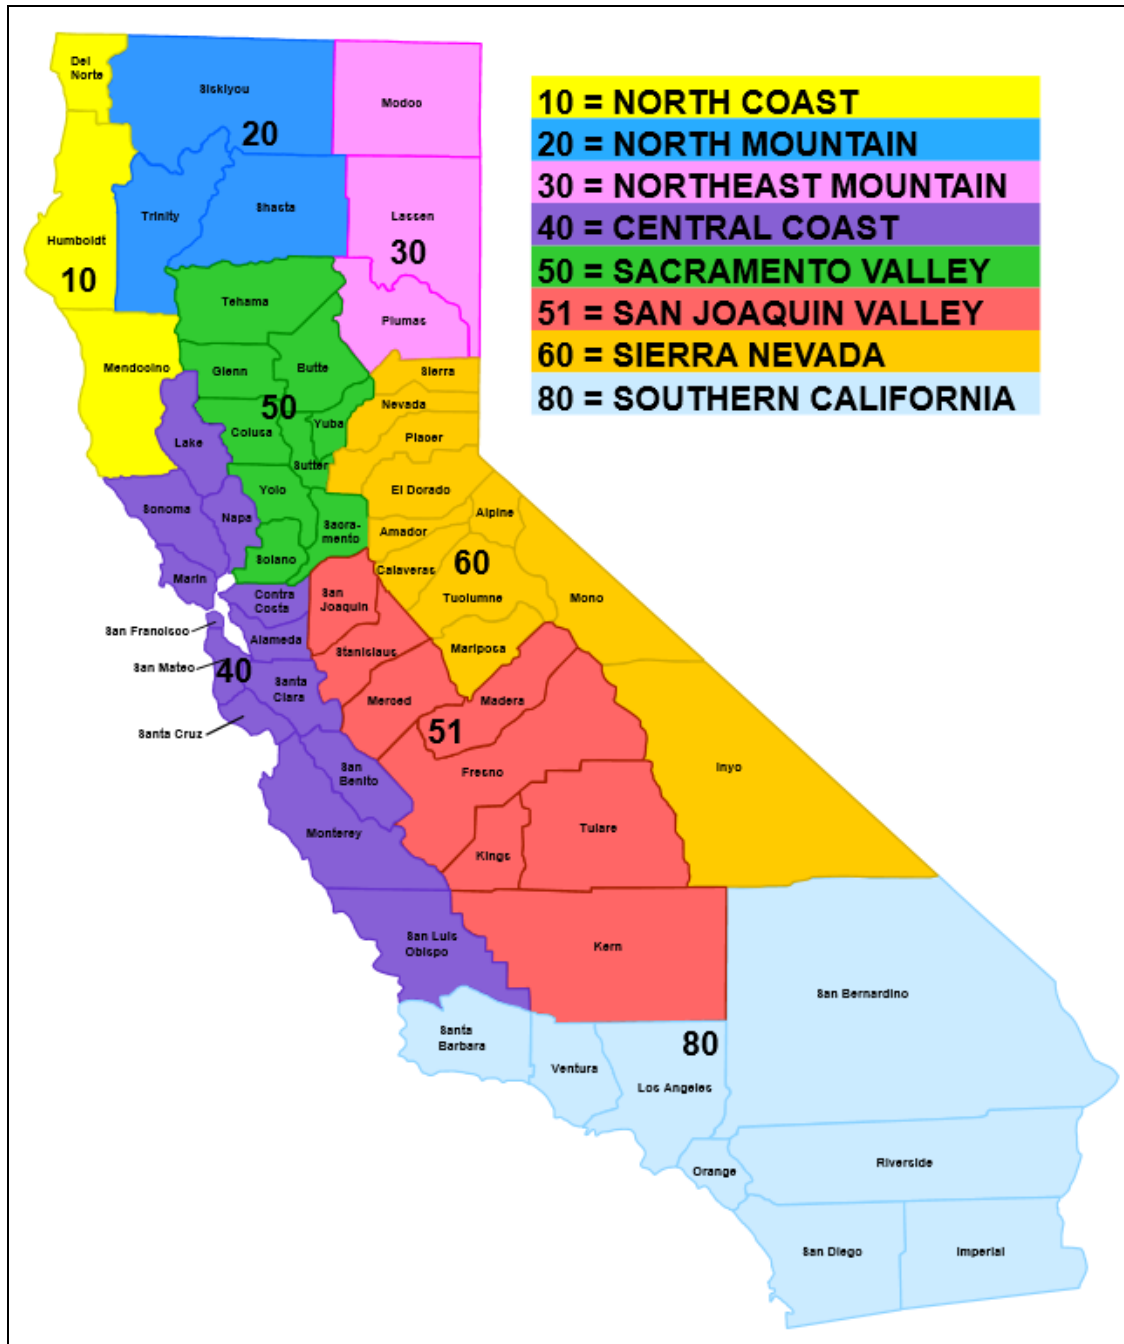 Del
Norte
Siskiyou
Modoc
20
Trinity
Shasta
Lassen
Humboldt
10
30
Tehama
Plumas
Mendocino
Glenn
Butte
Sierra
50
Nevada
Colusa
Yuba
Placer
Lake
Sutter
Yolo
El Dorado
Sonoma
Napa
Sacra-
mento
Alpine
Amador
Solano
60
Marin
Calaveras
Contra
Costa
San
Joaquin
Tuolumne
Mono
San Francisco
Alameda
Stanislaus
Mariposa
San Mateo
40
Santa
Clara
Merced
Madera
Santa Cruz
51
San
Benito
Fresno
Inyo
Monterey
Kings
Tulare
San Luis
Obispo
Kern
San Bernardino
Santa
Barbara
80
Ventura
Los Angeles
Orange
Riverside
San Diego
Imperial
10 = NORTH COAST
20 = NORTH MOUNTAIN
30 = NORTHEAST MOUNTAIN
40 = CENTRAL COAST
50 = SACRAMENTO VALLEY
51 = SAN JOAQUIN VALLEY
60 = SIERRA NEVADA
80 = SOUTHERN CALIFORNIA